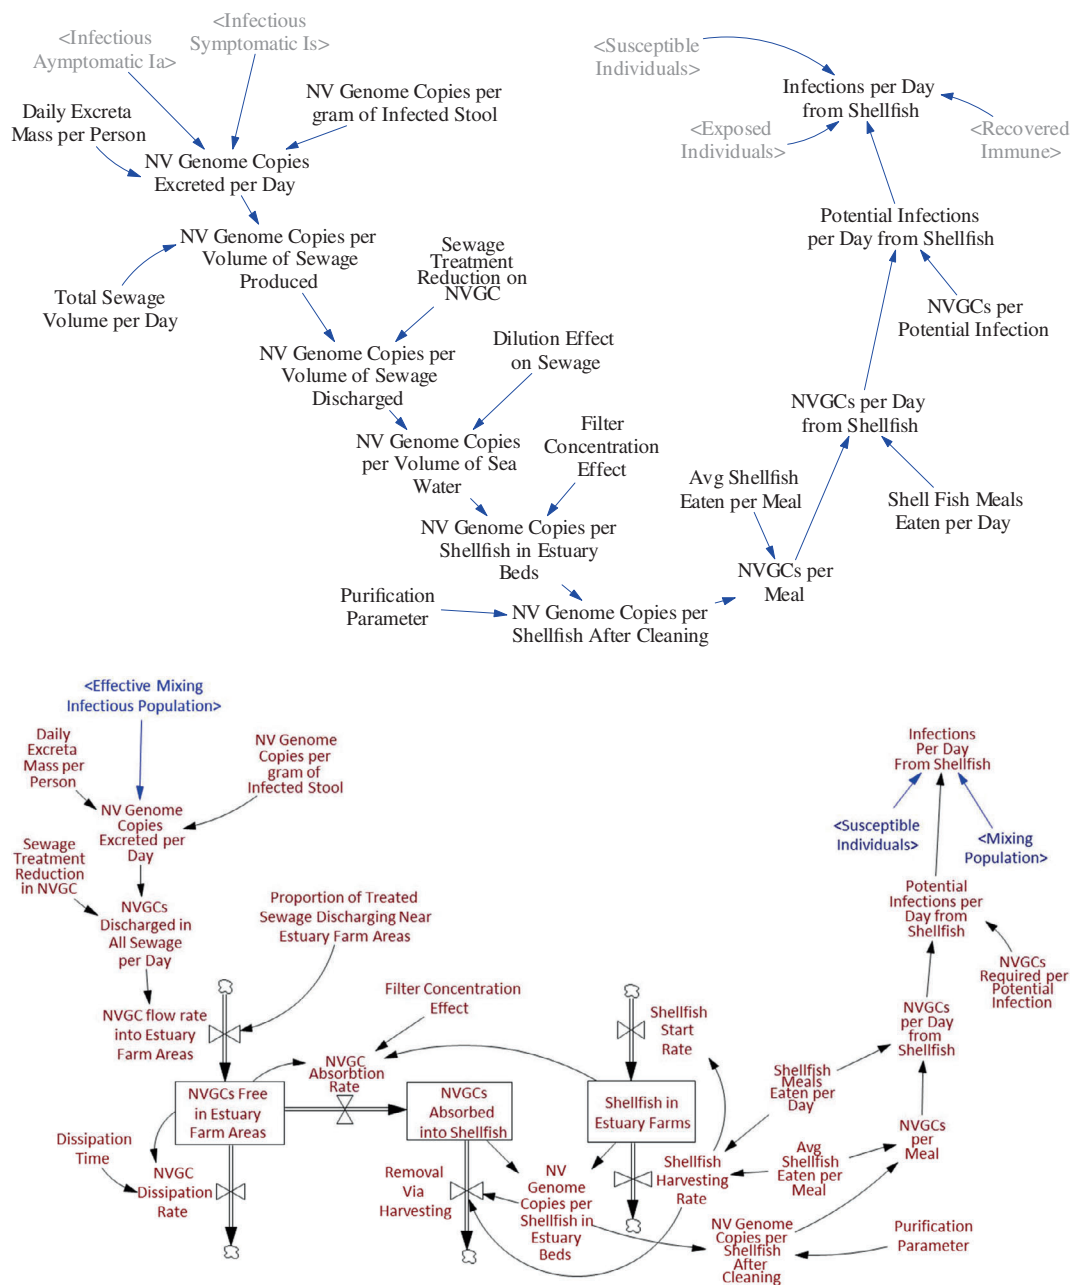 <Infectious
Aymptomatic Ia>
<Infectious
Symptomatic Is>
Daily Excreta
Mass per Person
NV Genome Copies per
gram of Infected Stool
NV Genome Copies
Excreted per Day
NV Genome Copies per
Volume of Sewage
Produced
Total Sewage
Volume per Day
Sewage
Treatment
Reduction on
NVGC
NV Genome Copies per
Volume of Sewage
Discharged
Dilution Effect
on Sewage
NV Genome Copies
per Volume of Sea
Water
Filter
Concentration
Effect
NV Genome Copies per
Shellfish in Estuary
Beds
Purification
Parameter
NV Genome Copies per
Shellfish After Cleaning
<Susceptible
Individuals>
Infections per Day
from Shellfish
<Exposed
Individuals>
<Recovered
Immune>
Potential Infections
per Day from Shellfish
NVGCs per
Potential Infection
NVGCs per Day
from Shellfish
Avg Shellfish
Eaten per Meal
Shell Fish Meals
Eaten per Day
NVGCs per
Meal
<Effective Mixing
Infectious Population>
Daily
Excreta
Mass per
Person
NV Genome
Copies per
gram of
Infected Stool
NV Genome
Copies
Excreted per
Day
Sewage
Treatment
Reduction
in NVGC
NVGCs
Discharged in
All Sewage
per Day
Proportion of Treated
Sewage Discharging Near
Estuary Farm Areas
NVGC flow rate
into Estuary
Farm Areas
Filter Concentration
Effect
NVGC
Absorbtion
Rate
Shellfish
Start
Rate
NVGCs Free
in Estuary
Farm Areas
NVGCs
Absorbed
into Shellfish
Shellfish in
Estuary Farms
Dissipation
Time
NVGC
Dissipation
Rate
Removal
Via
Harvesting
NV
Genome
Copies per
Shellfish in
Estuary
Beds
Shellfish
Harvesting
Rate
Infections
Per Day
From Shellfish
<Susceptible
Individuals>
<Mixing
Population>
Potential
Infections per
Day from
Shellfish
NVGCs
Required per
Potential
Infection
NVGCs
per Day
from
Shellfish
Shellfish
Meals
Eaten per
Day
Avg
Shellfish
Eaten per
Meal
NVGCs
per
Meal
NV Genome
Copies per
Shellfish
After
Cleaning
Purification
Parameter